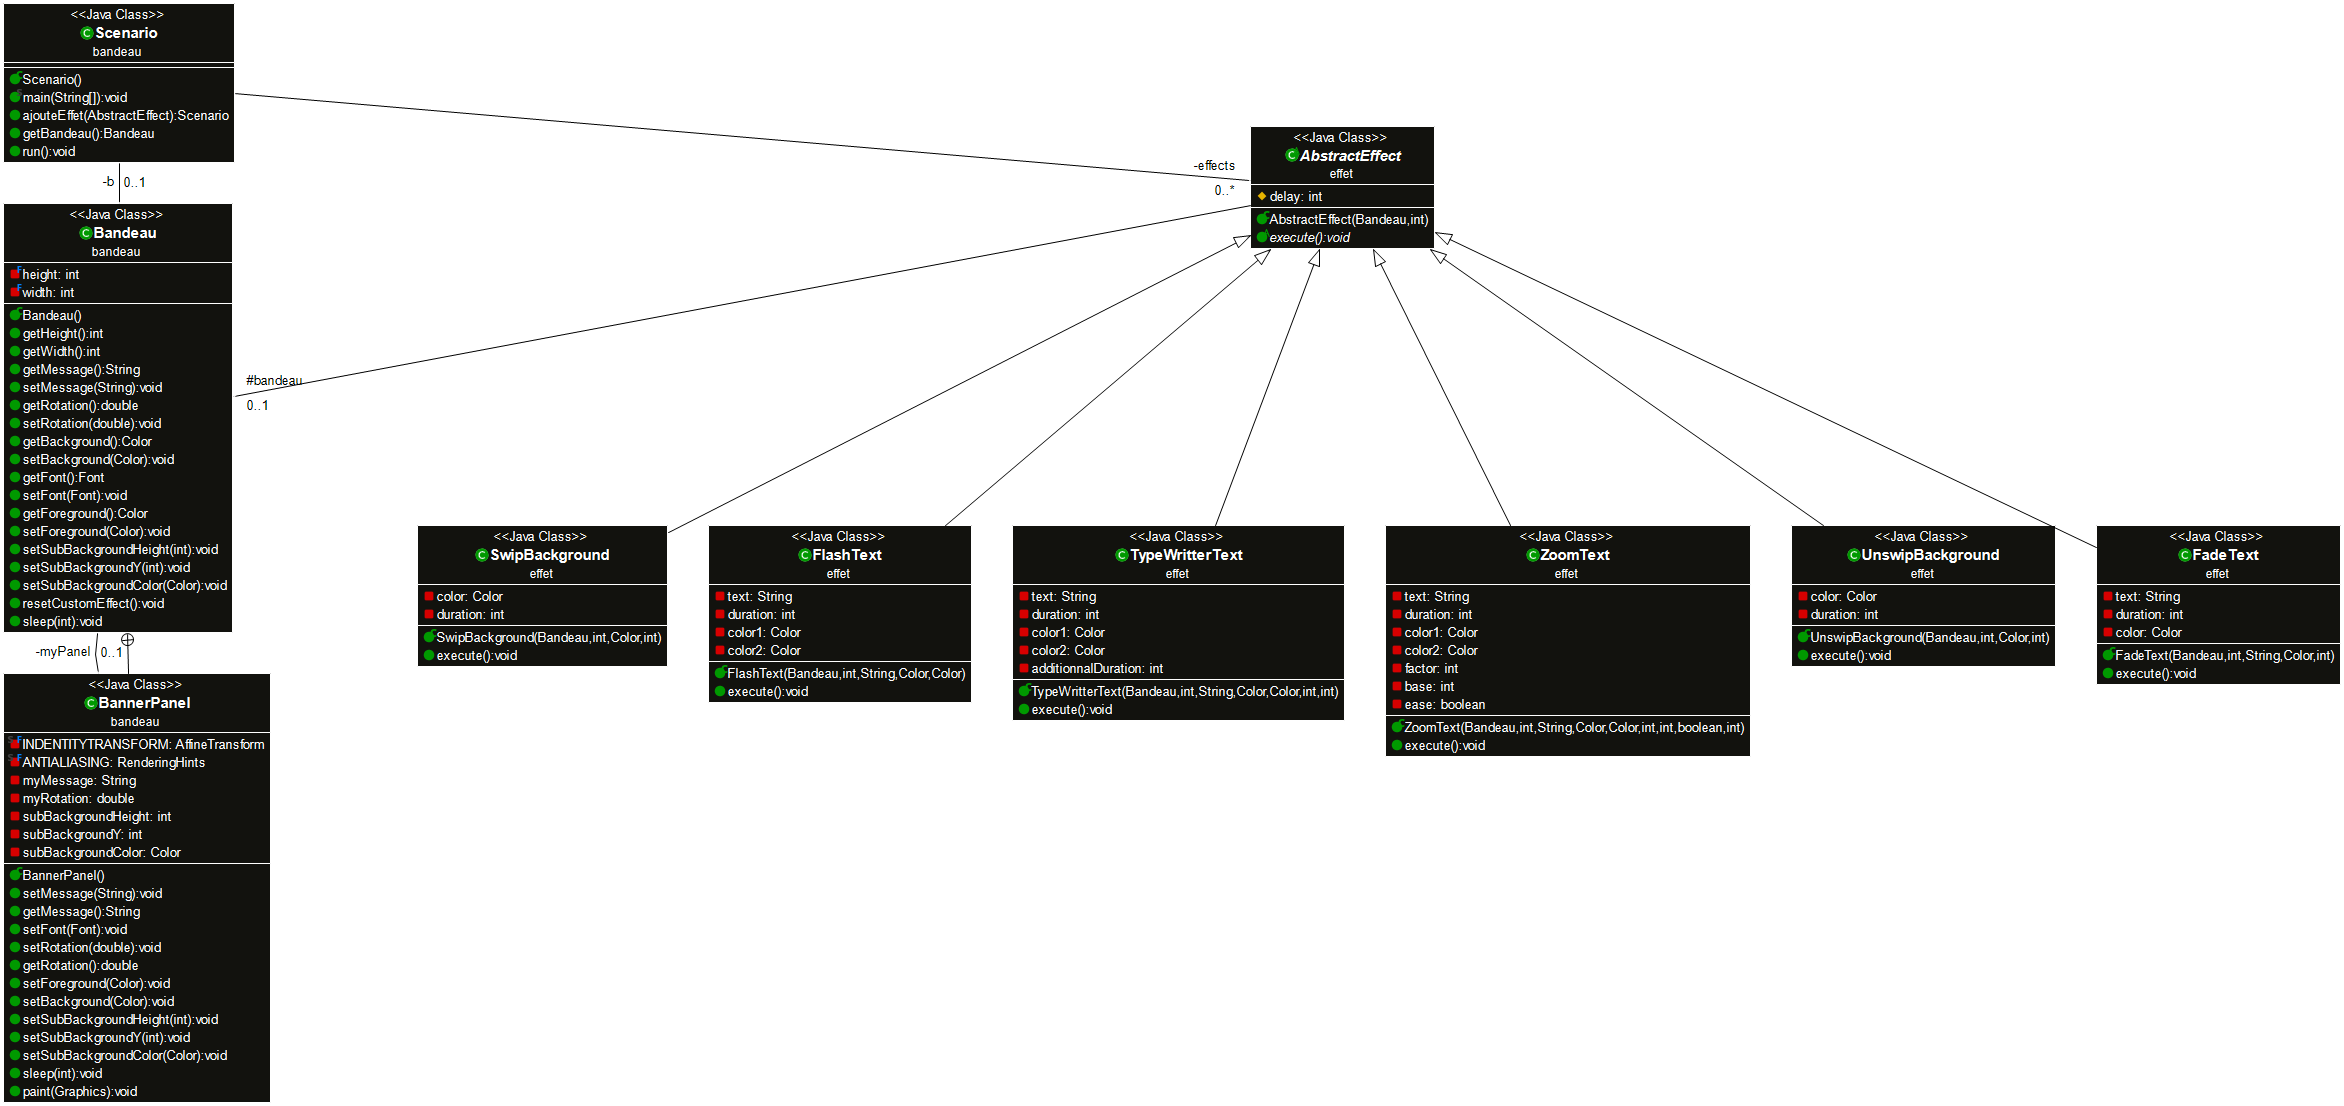 <<Java Class>>
Scenario
bandeau
Scenario()
main(String[]):void
ajouteEffet(AbstractEffect):Scenario
getBandeau():Bandeau
run():void
-b 0..1
<<Java Class>>
Bandeau
bandeau
height: int
width: int
Bandeau()
getHeight():int
getWidth():int
getMessage():String
setMessage(String):void
getRotation():double
setRotation(double):void
getBackground():Color
setBackground(Color):void
getFont():Font
setFont(Font):void
getForeground():Color
setForeground(Color):void
setSubBackgroundHeight(int):void
setSubBackgroundY(int):void
setSubBackgroundColor(Color):void
resetCustomEffect():void
sleep(int):void
-myPanel 0..1
<<Java Class>>
BannerPanel
bandeau
INDENTITYTRANSFORM: AffineTransform
ANTIALIASING: RenderingHints
myMessage: String
myRotation: double
subBackgroundHeight: int
subBackgroundY: int
subBackgroundColor: Color
BannerPanel()
setMessage(String):void
getMessage():String
setFont(Font):void
setRotation(double):void
getRotation():double
setForeground(Color):void
setBackground(Color):void
setSubBackgroundHeight(int):void
setSubBackgroundY(int):void
setSubBackgroundColor(Color):void
sleep(int):void
paint(Graphics):void
-effects
0..*
#bandeau
0..1
<<Java Class>>
AbstractEffect
effet
delay: int
AbstractEffect(Bandeau,int)
execute():void
<<Java Class>>
SwipBackground
effet
color: Color
duration: int
SwipBackground(Bandeau,int,Color,int)
execute():void
<<Java Class>>
FlashText
effet
text: String
duration: int
color1: Color
color2: Color
FlashText(Bandeau,int,String,Color,Color)
execute():void
<<Java Class>>
TypeWritterText
effet
text: String
duration: int
color1: Color
color2: Color
additionnalDuration: int
TypeWritterText(Bandeau,int,String,Color,Color,int,int)
execute():void
<<Java Class>>
ZoomText
effet
text: String
duration: int
color1: Color
color2: Color
factor: int
base: int
ease: boolean
ZoomText(Bandeau,int,String,Color,Color,int,int,boolean,int)
execute():void
<<Java Class>>
UnswipBackground
effet
color: Color
duration: int
UnswipBackground(Bandeau,int,Color,int)
execute():void
<<Java Class>>
FadeText
effet
text: String
duration: int
color: Color
FadeText(Bandeau,int,String,Color,int)
execute():void